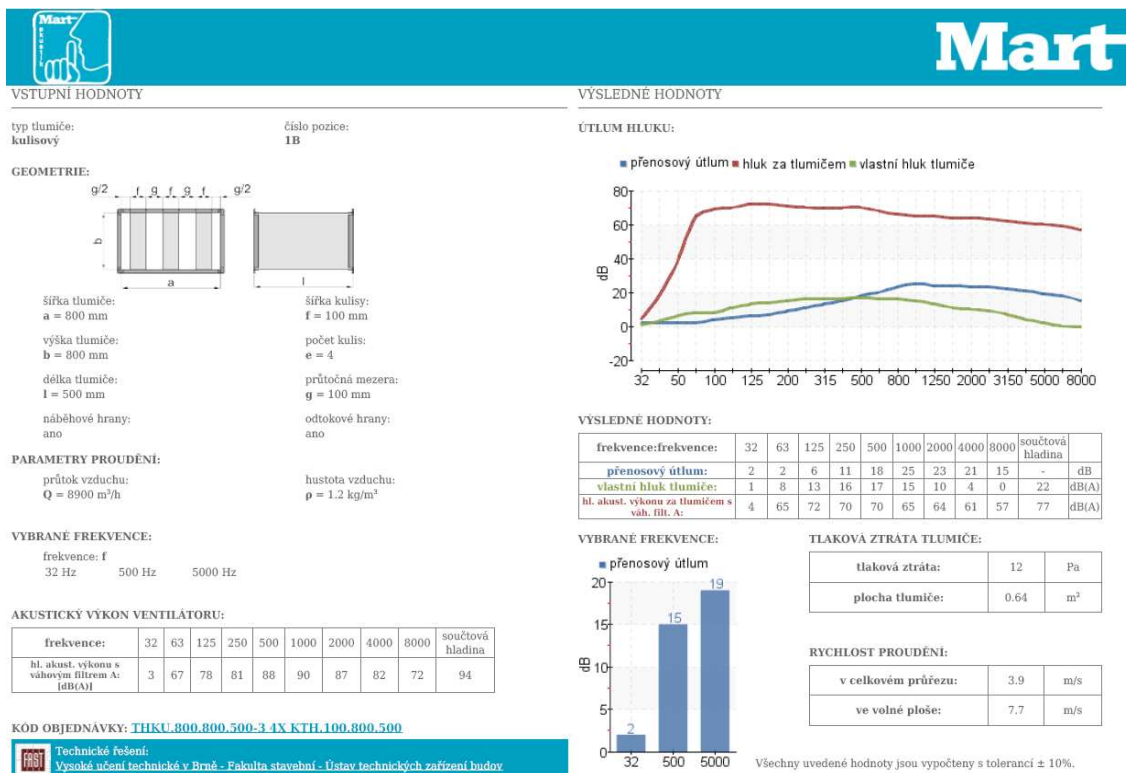 Mart
akustik
Mart
VSTUPNÍ HODNOTY
typ tlumiče:
kulisový
číslo pozice:
1B
GEOMETRIE:
g/2 f g f g f g/2
b
a
l
šířka tlumiče:
a = 800 mm
šířka kulisy:
f = 100 mm
výška tlumiče:
b = 800 mm
počet kulis:
e = 4
délka tlumiče:
l = 500 mm
průtočná mezera:
g = 100 mm
náběhové hrany:
ano
odtokové hrany:
ano
PARAMETRY PROUDĚNÍ:
průtok vzduchu:
Q = 8900 m³/h
hustota vzduchu:
ρ = 1.2 kg/m³
VYBRANÉ FREKVENCE:
frekvence: f
32 Hz 500 Hz 5000 Hz
AKUSTICKÝ VÝKON VENTILÁTORU:
frekvence: 32 63 125 250 500 1000 2000 4000 8000 součtová hladina
hl. akust. výkonu s
váhovým filtrem A:
[dB(A)]
3 67 78 81 88 90 87 82 72 94
KÓD OBJEDNÁVKY: THKU.800.800.500-3 4X KTH.100.800.500
FAST
Technické řešení:
Vysoké učení technické v Brně - Fakulta stavební - Ústav technických zařízení budov
VÝSLEDNÉ HODNOTY
ÚTLUM HLUKU:
přenosový útlum hluk za tlumičem vlastní hluk tlumiče
80
60
40
20
0
-20
dB
32 50 100 125 200 315 500 800 1250 2000 3150 5000 8000
VÝSLEDNÉ HODNOTY:
frekvence:frekvence: 32 63 125 250 500 1000 2000 4000 8000 součtová hladina
přenosový útlum: 2 2 6 11 18 25 23 21 15 - dB
vlastní hluk tlumiče: 1 8 13 16 17 15 10 4 0 22 dB(A)
hl. akust. výkonu za tlumičem s
váh. filt. A:
4 65 72 70 70 65 64 61 57 77 dB(A)
VYBRANÉ FREKVENCE:
přenosový útlum
20
15
10
5
0
dB
2
15
19
32 500 5000
TLAKOVÁ ZTRÁTA TLUMIČE:
tlaková ztráta: 12 Pa
plocha tlumiče: 0.64 m²
RYCHLOST PROUDĚNÍ:
v celkovém průřezu: 3.9 m/s
ve volné ploše: 7.7 m/s
Všechny uvedené hodnoty jsou vypočteny s tolerancí ± 10%.